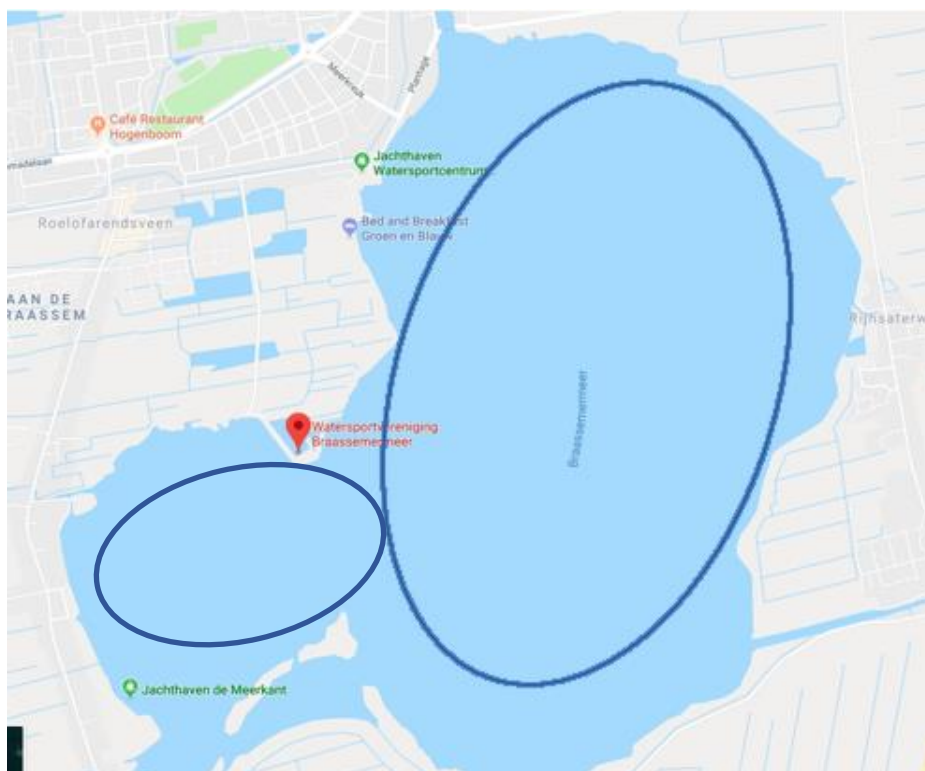 Meerkreuk
Plantage
Café Restaurant
Hogenboom
Jachthaven
Watersportcentrum
Roelofarendsveen
Bed and Breakfast
Groen en Blauw
AAN DE
RAASSEM
Rijnsaterw
Braassemermeer
Watersportvereniging
Braassemermeer
Jachthaven de Meerkant